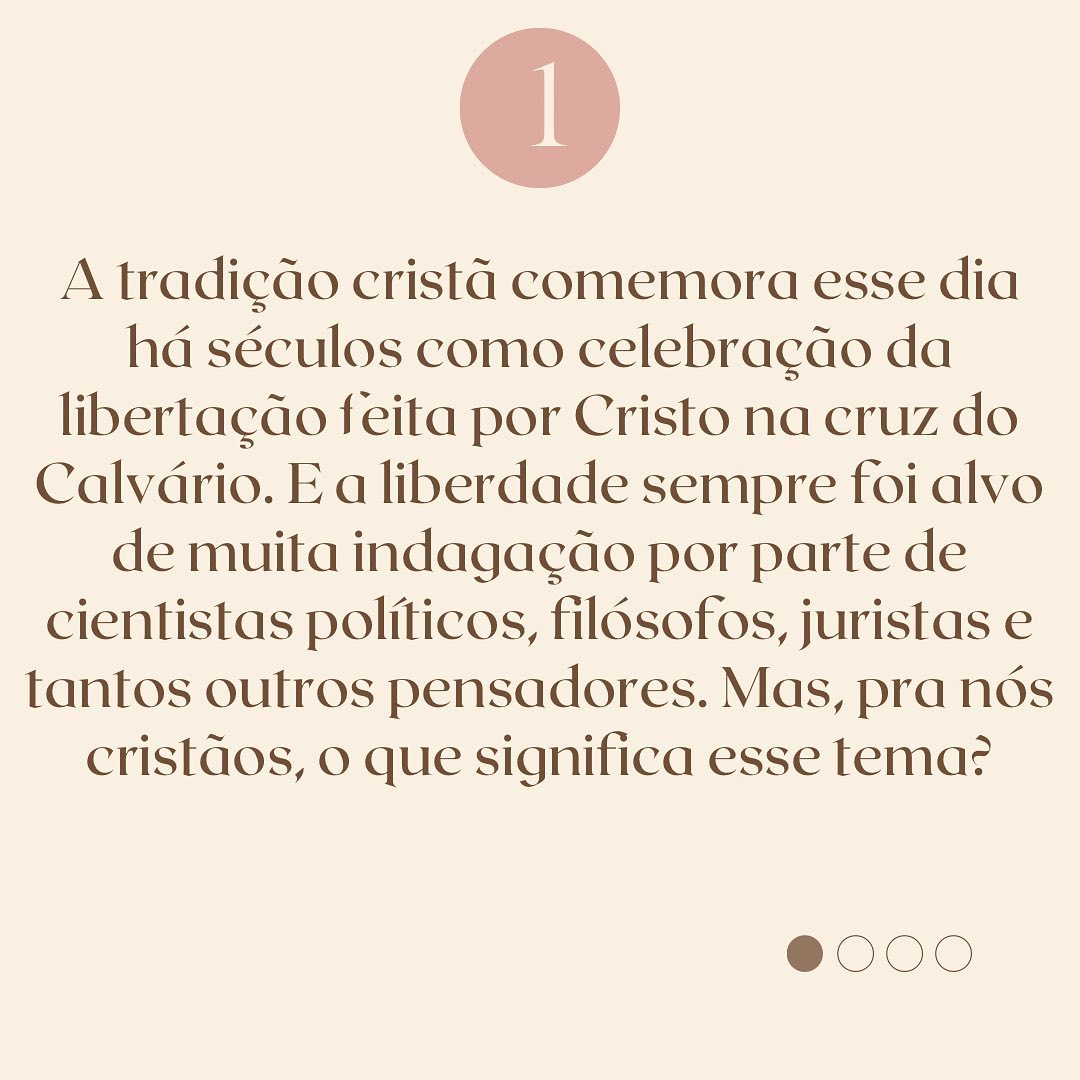 1
A tradição cristã comemora esse dia
há séculos como celebração da
libertação feita por Cristo na cruz do
Calvário. E a liberdade sempre foi alvo
de muita indagação por parte de
cientistas políticos, filósofos, juristas e
tantos outros pensadores. Mas, pra nós
cristãos, o que significa esse tema?